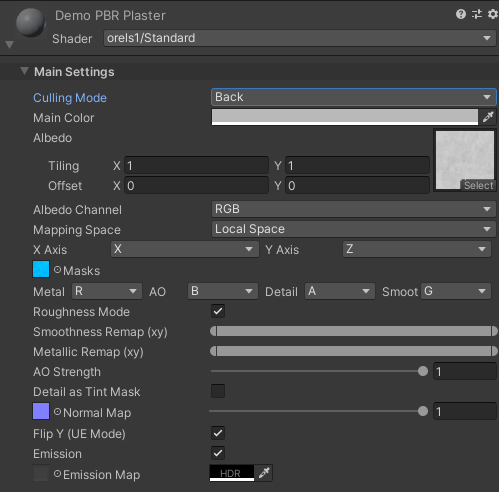 Demo PBR Plaster
Shader orels1/Standard
Main Settings
Culling Mode Back
Main Color
Albedo
Tiling X 1 Y 1
Offset X 0 Y 0
Select
Albedo Channel RGB
Mapping Space Local Space
X Axis X Y Axis Z
Masks
Metal R AO B Detail A Smoot G
Roughness Mode
Smoothness Remap (xy)
Metallic Remap (xy)
AO Strength 1
Detail as Tint Mask
Normal Map 1
Flip Y (UE Mode)
Emission
Emission Map HDR